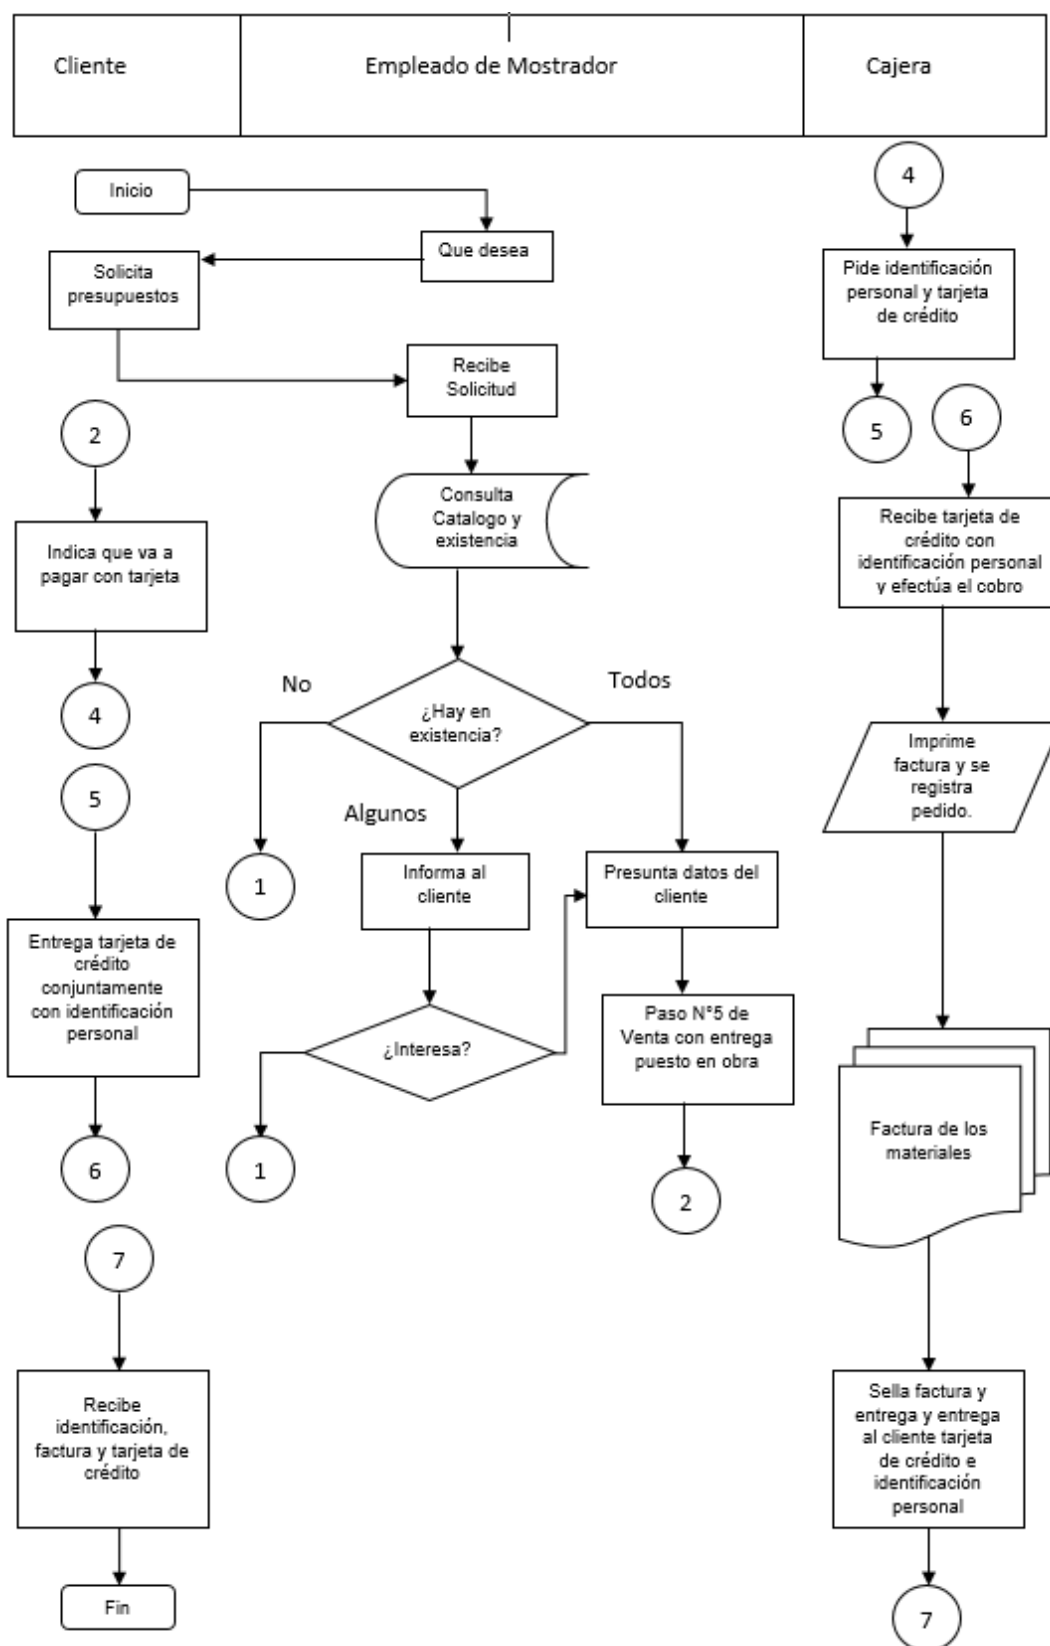 Cliente
Empleado de Mostrador
Cajera
Inicio
Que desea
Solicita
presupuestos
Recibe
Solicitud
Consulta
Catalogo y
existencia
¿Hay en
existencia?
No
Todos
Algunos
1
Informa al
cliente
Presunta datos del
cliente
¿Interesa?
1
Paso N°5 de
Venta con entrega
puesto en obra
2
2
Indica que va a
pagar con tarjeta
4
4
Pide identificación
personal y tarjeta
de crédito
5
5
Entrega tarjeta de
crédito
conjuntamente
con identificación
personal
6
6
Recibe tarjeta de
crédito con
identificación personal
y efectúa el cobro
Imprime
factura y se
registra
pedido.
Factura de los
materiales
Sella factura y
entrega y entrega
al cliente tarjeta
de crédito e
identificación
personal
7
7
Recibe
identificación,
factura y tarjeta de
crédito
Fin